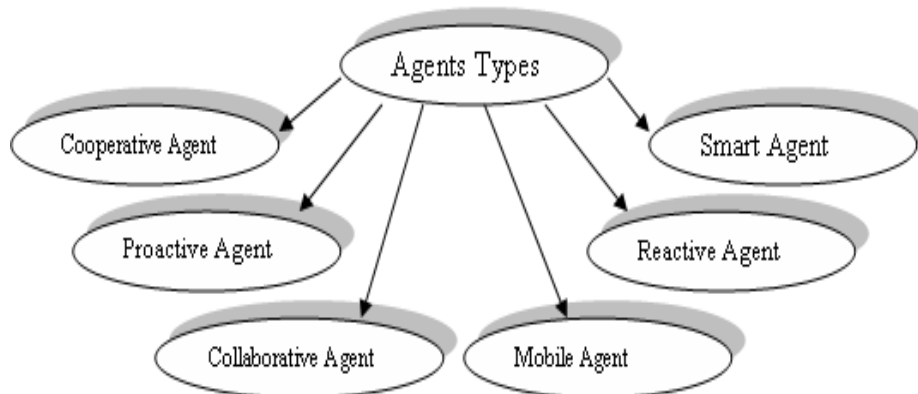 Agents Types
Cooperative Agent
Smart Agent
Proactive Agent
Reactive Agent
Collaborative Agent
Mobile Agent